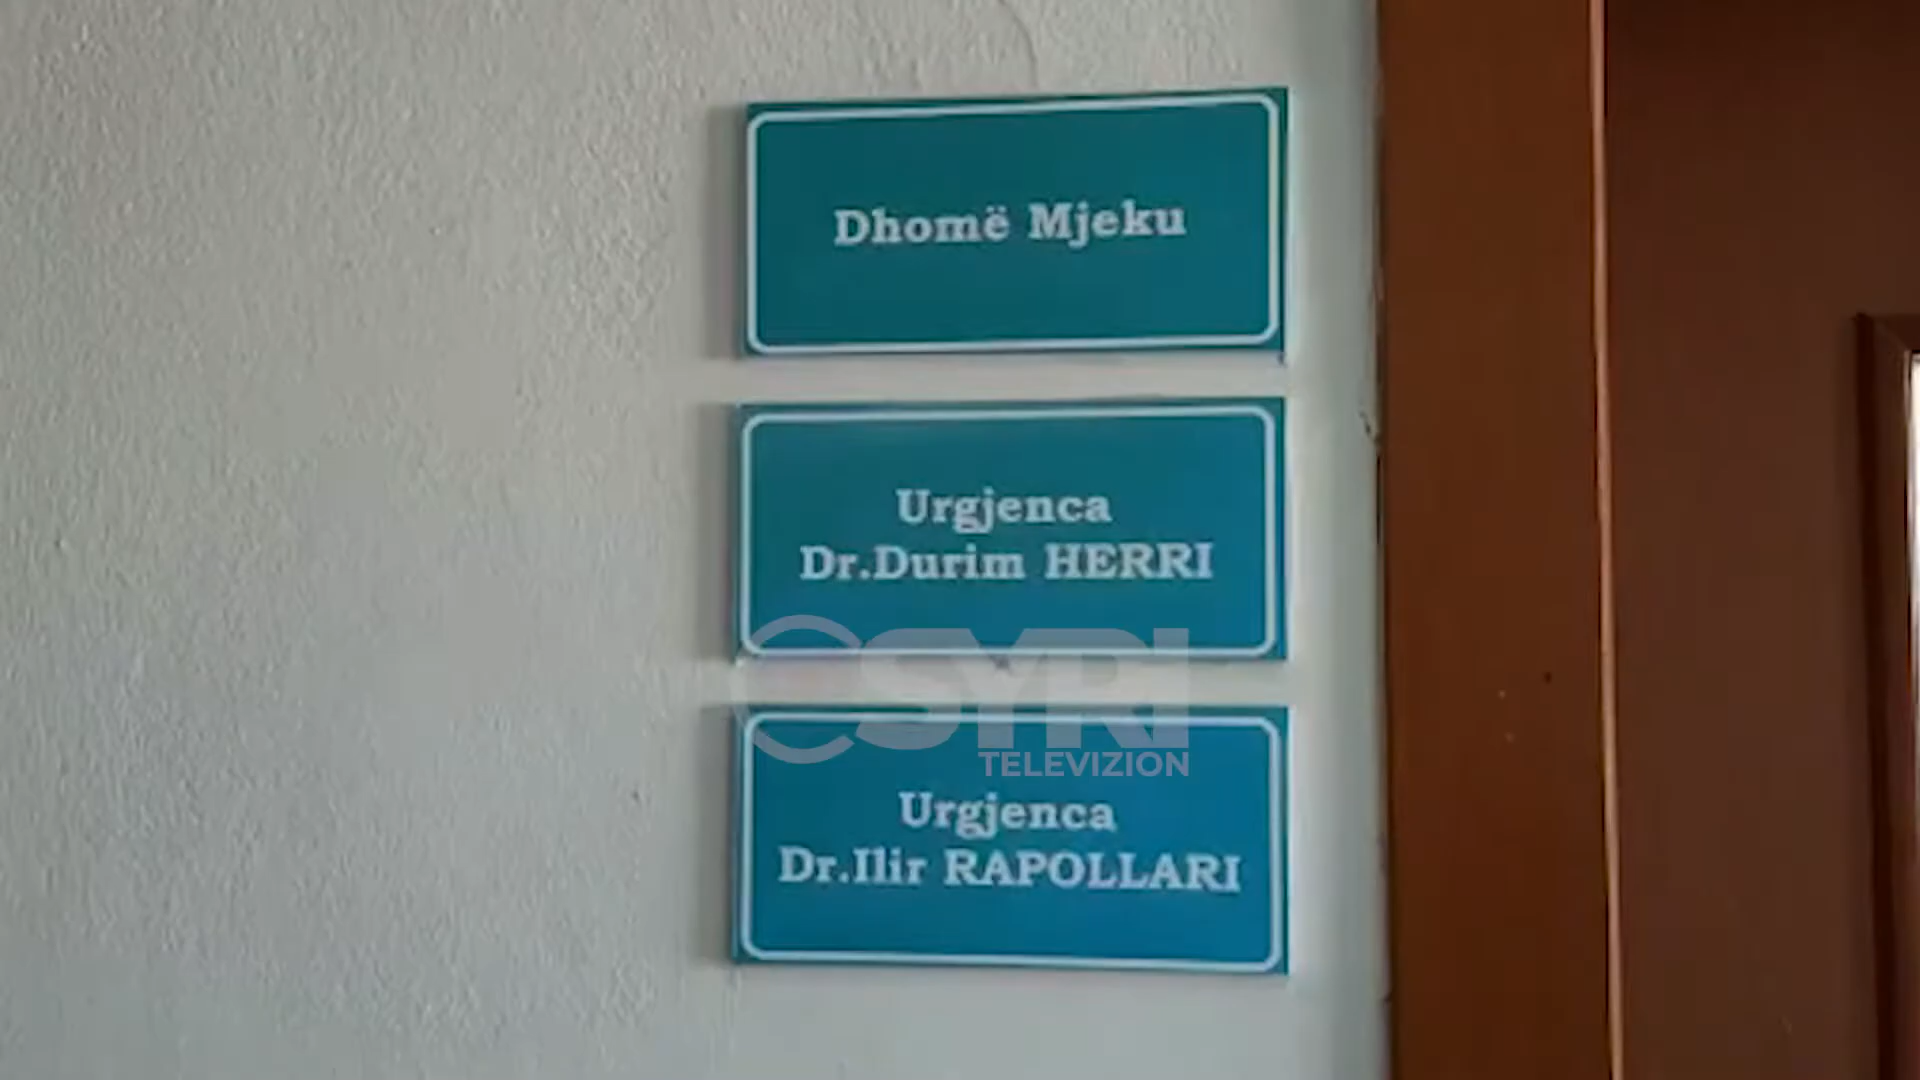 Dhomë Mjeku
Urgjenca
Dr.Durim HERRI
SYRI
TELEVIZION
Urgjenca
Dr.Ilir RAPOLLARI